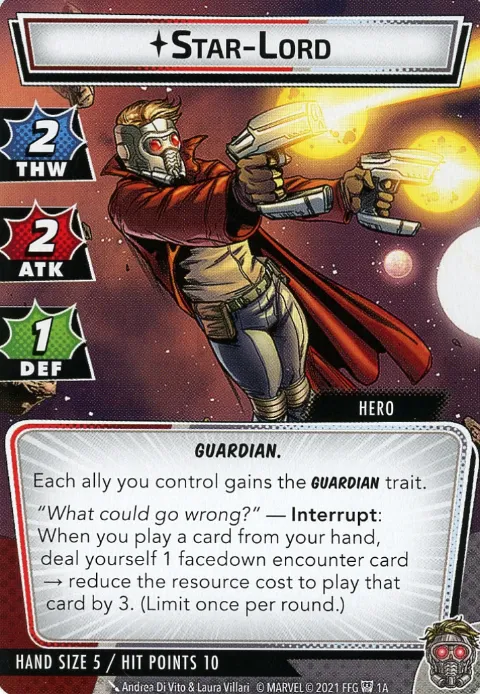 STAR-LORD
2
THW
2
ATK
1
DEF
HERO
GUARDIAN.
Each ally you control gains the GUARDIAN trait.
“What could go wrong?” — Interrupt:
When you play a card from your hand,
deal yourself 1 facedown encounter card
→ reduce the resource cost to play that
card by 3. (Limit once per round.)
HAND SIZE 5 / HIT POINTS 10
Andrea Di Vito & Laura Villari © MARVEL © 2021 FFG 1A